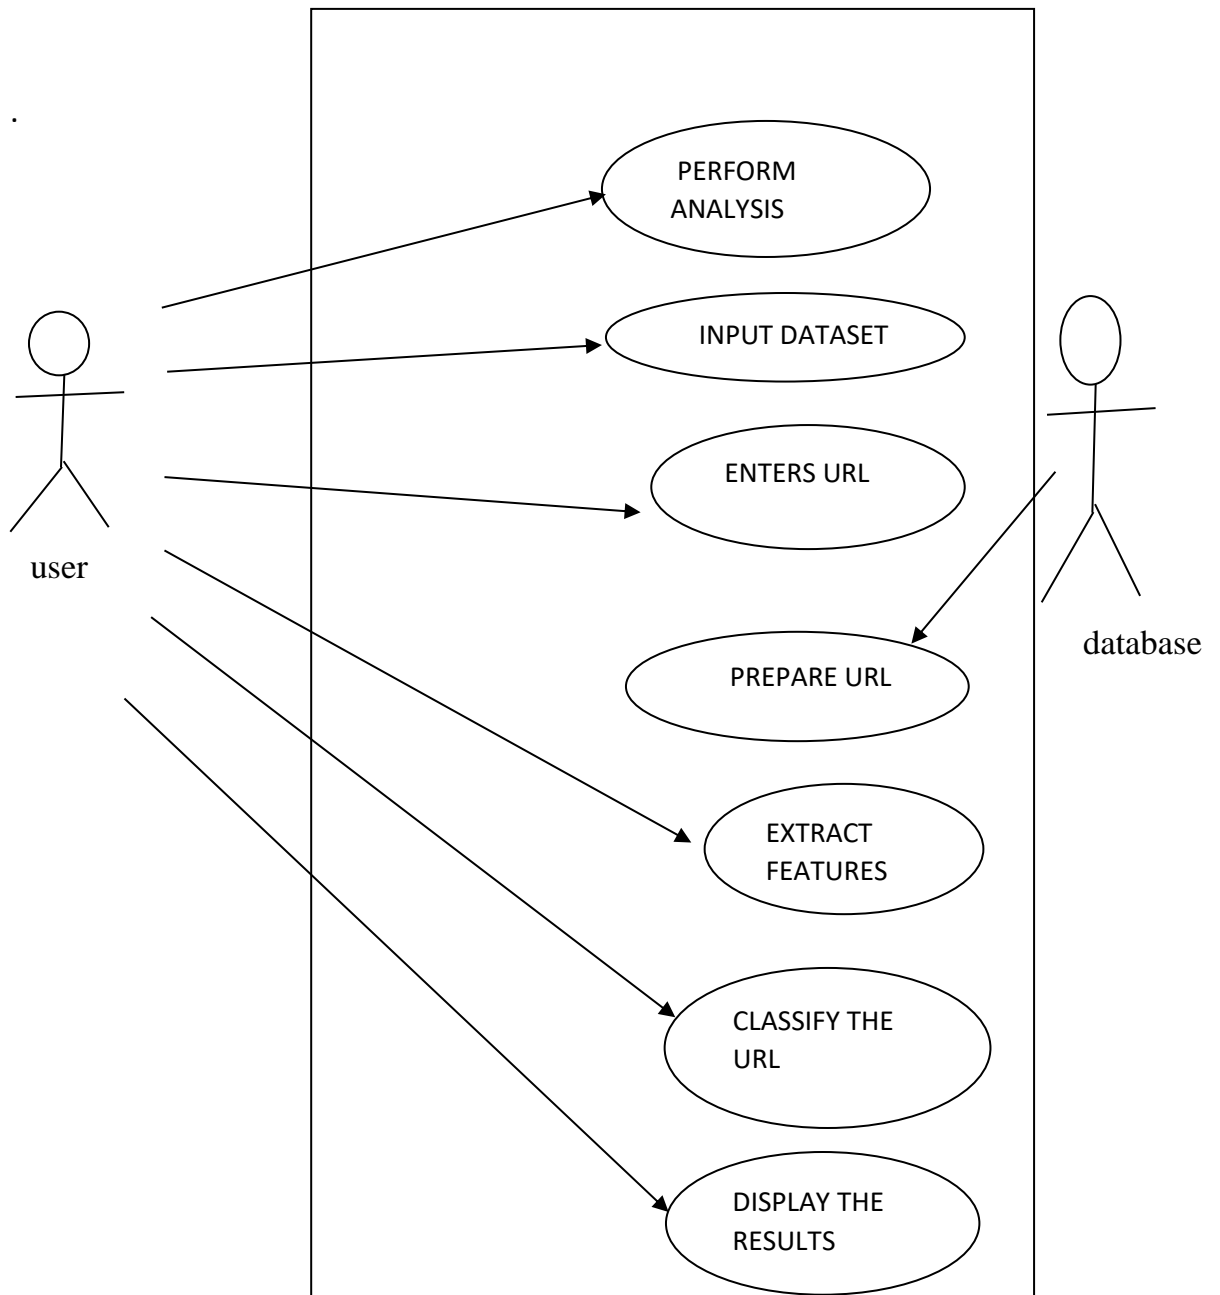 .
PERFORM
ANALYSIS
INPUT DATASET
ENTERS URL
user
database
PREPARE URL
EXTRACT
FEATURES
CLASSIFY THE
URL
DISPLAY THE
RESULTS